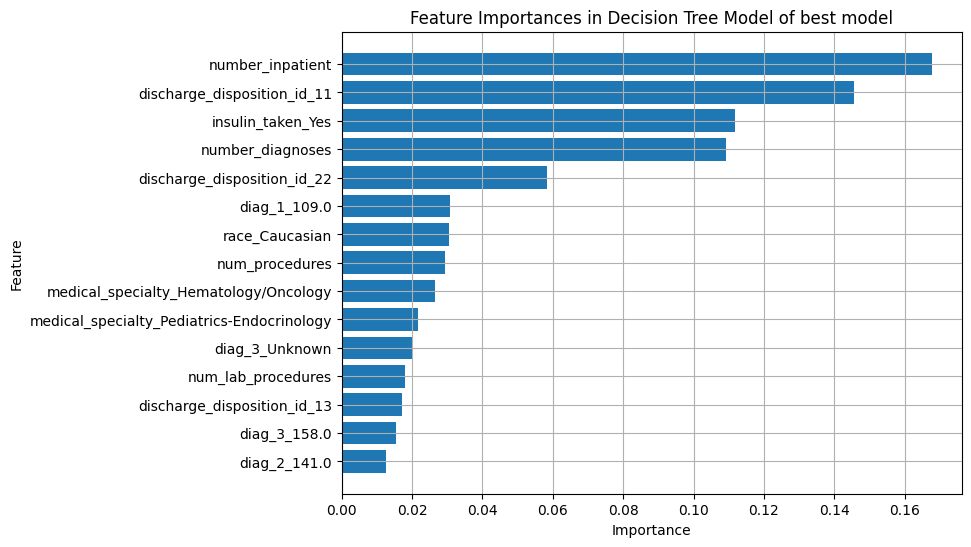 Feature Importances in Decision Tree Model of best model
Feature
number_inpatient
discharge_disposition_id_11
insulin_taken_Yes
number_diagnoses
discharge_disposition_id_22
diag_1_109.0
race_Caucasian
num_procedures
medical_specialty_Hematology/Oncology
medical_specialty_Pediatrics-Endocrinology
diag_3_Unknown
num_lab_procedures
discharge_disposition_id_13
diag_3_158.0
diag_2_141.0
0.00 0.02 0.04 0.06 0.08 0.10 0.12 0.14 0.16
Importance